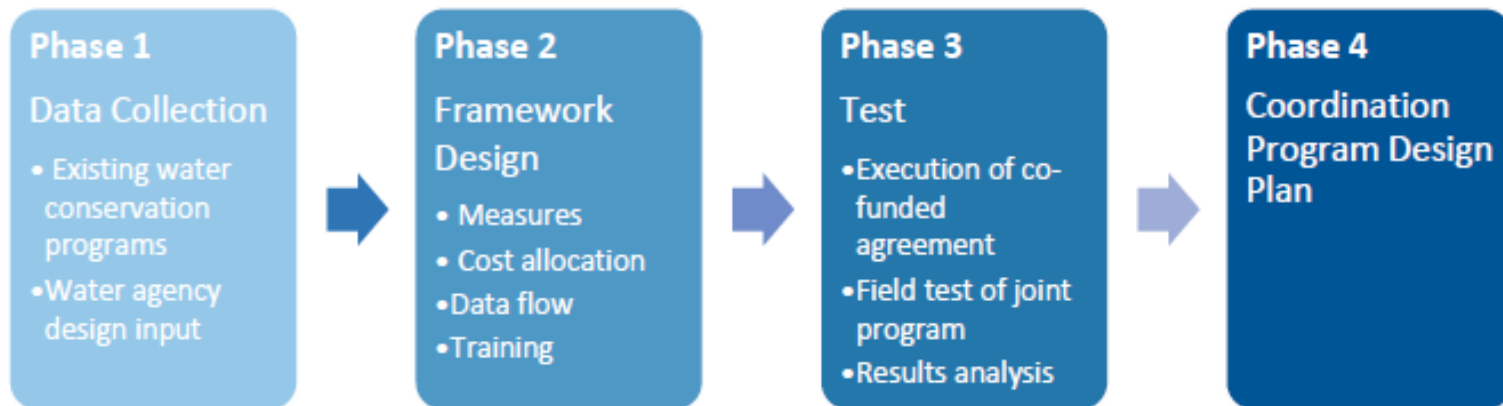 Phase 1
Data Collection
• Existing water
conservation
programs
•Water agency
design input
Phase 2
Framework
Design
• Measures
• Cost allocation
•Data flow
•Training
Phase 3
Test
•Execution of co-
funded
agreement
•Field test of joint
program
•Results analysis
Phase 4
Coordination
Program Design
Plan